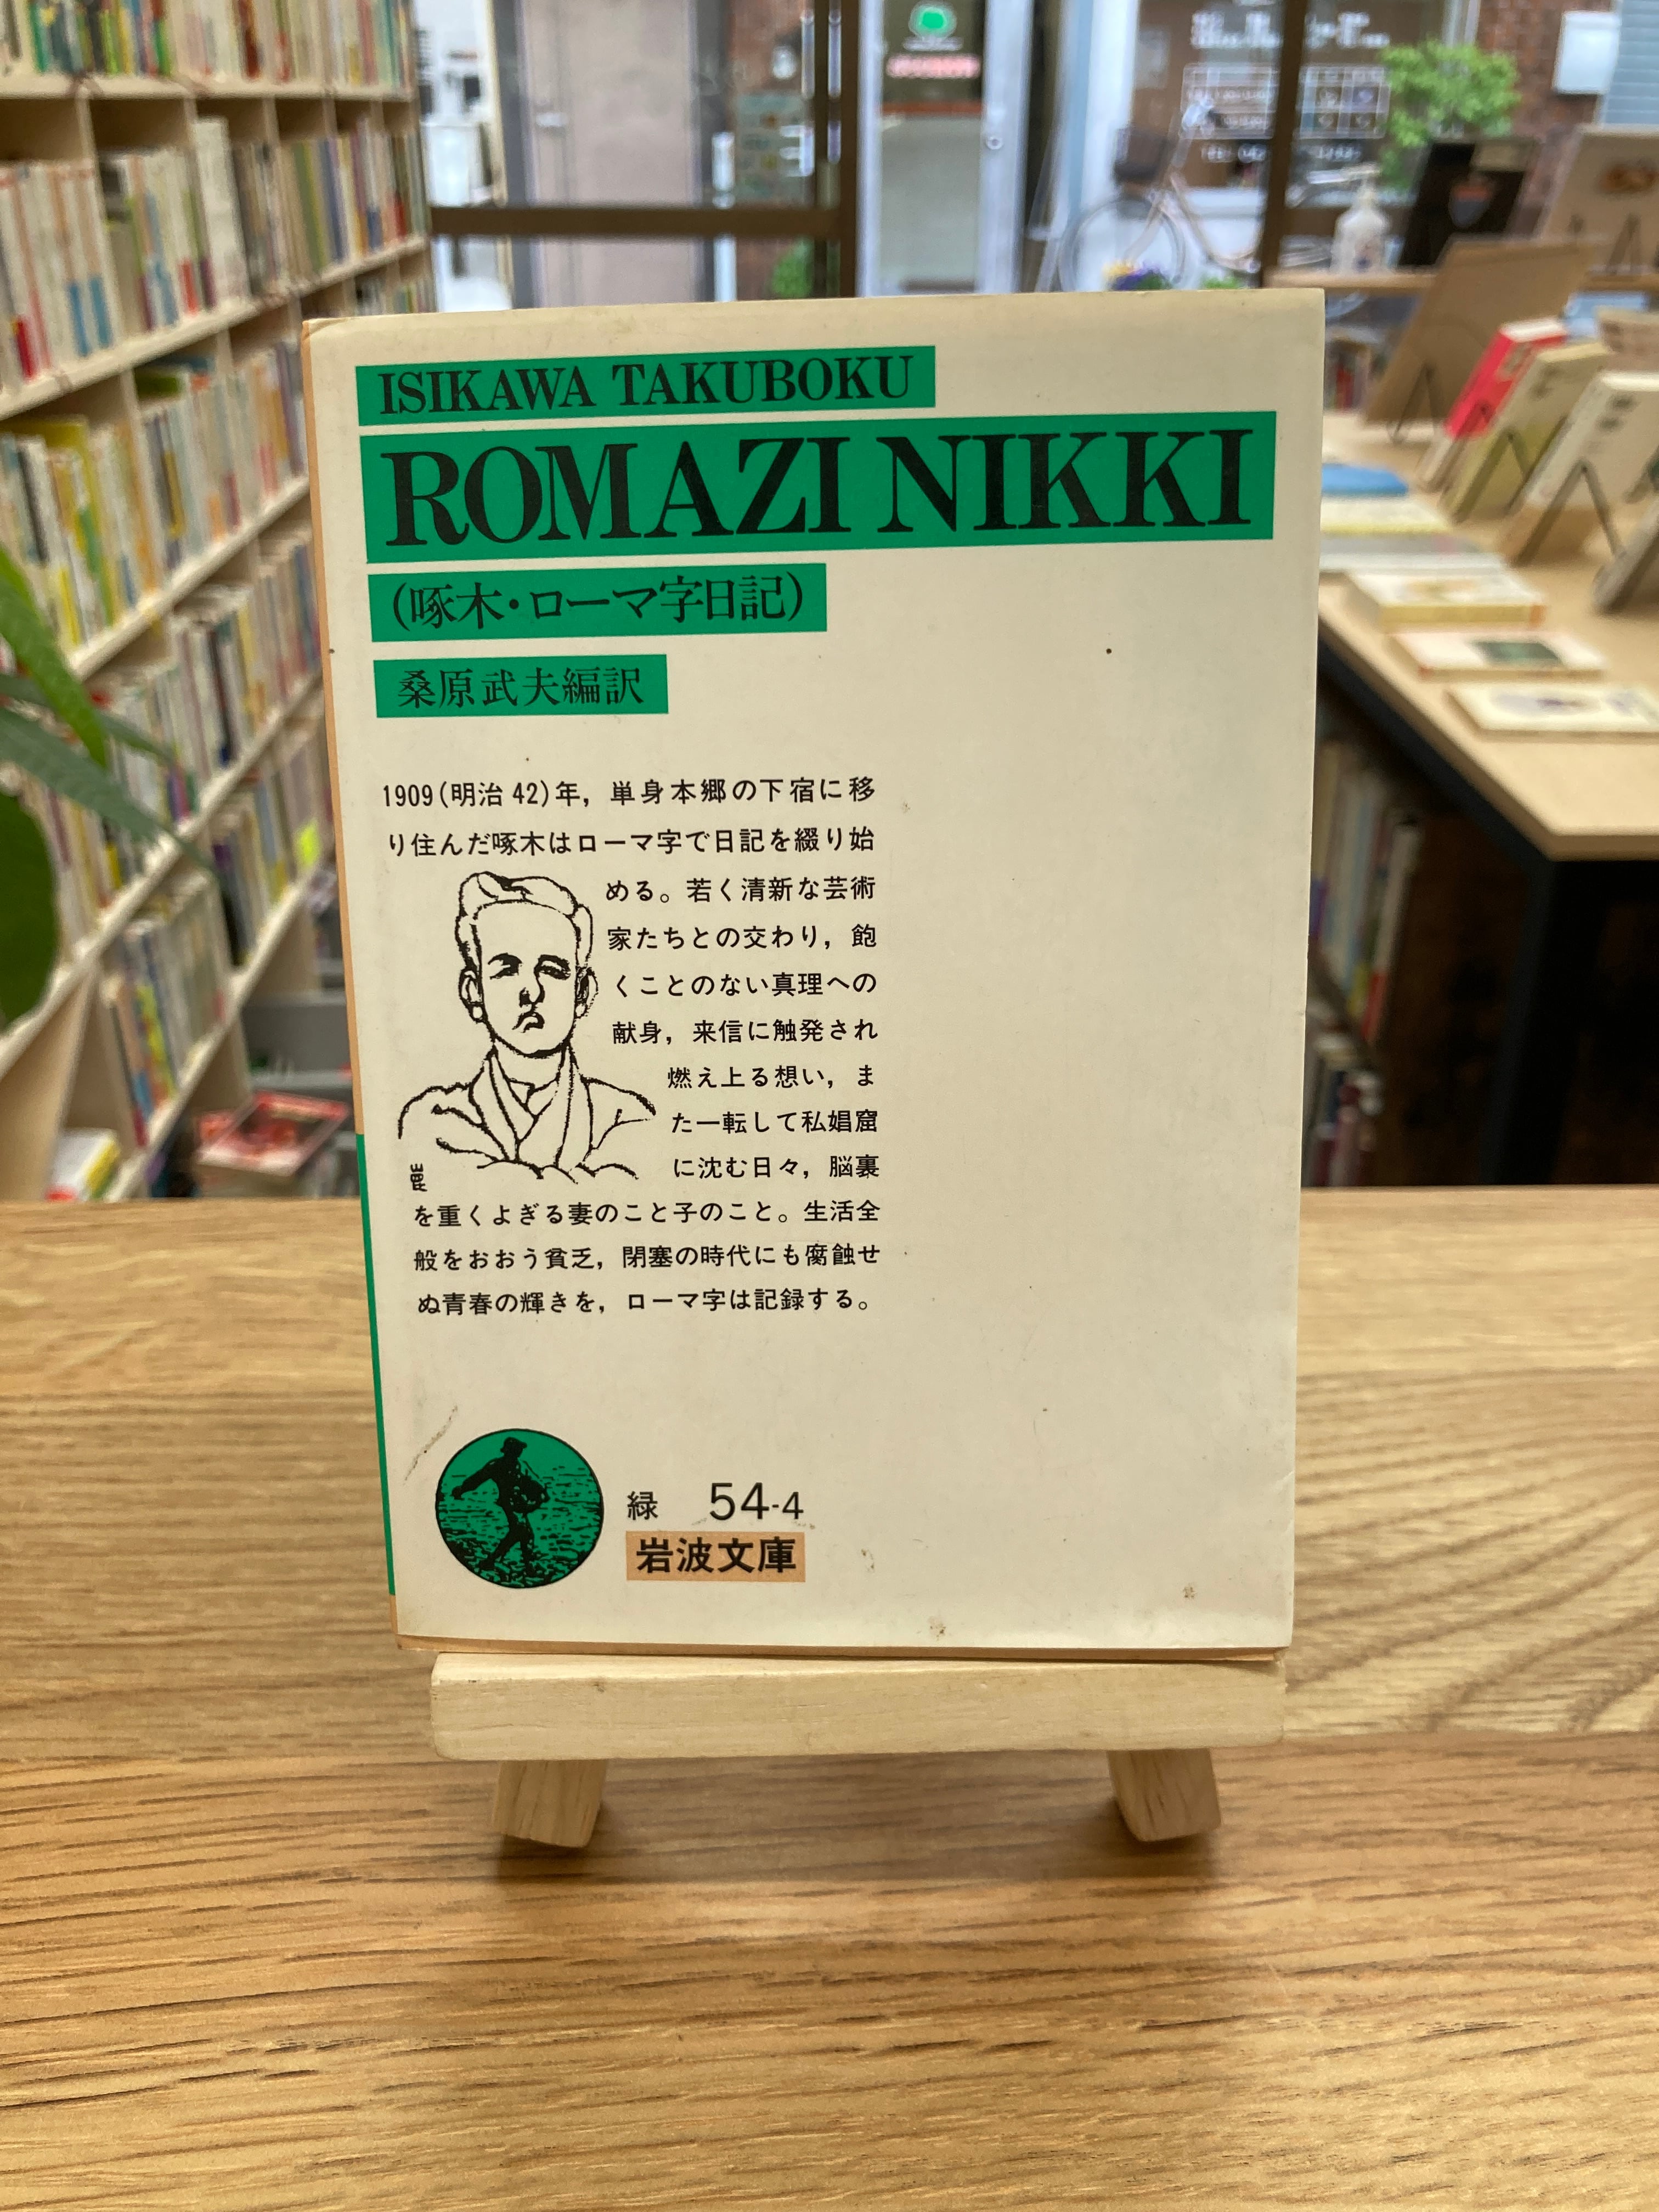 ISIKAWA TAKUBOKU
ROMAZI NIKKI
(啄木・ローマ字日記)
桑原武夫編訳
1909(明治42)年，単身本郷の下宿に移
り住んだ啄木はローマ字で日記を綴り始
める。若く清新な芸術
家たちとの交わり，飽
くことのない真理への
献身，来信に触発され
燃え上る想い，ま
た一転して私娼窟
に沈む日々，脳裏
を重くよぎる妻のこと子のこと。生活全
般をおおう貧乏，閉塞の時代にも腐蝕せ
ぬ青春の輝きを，ローマ字は記録する。
緑 54-4
岩波文庫